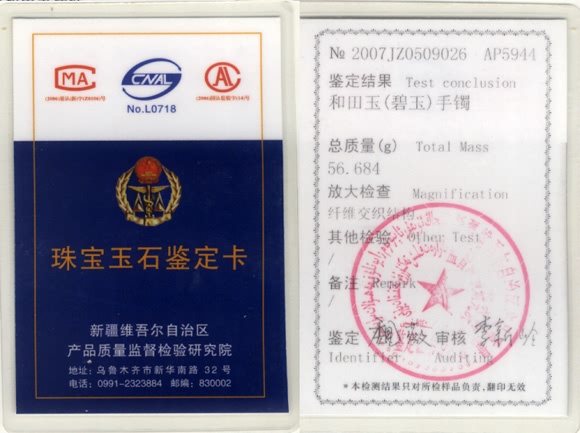 CMA
CNAL
No.L0718
CAL
珠宝玉石鉴定卡
新疆维吾尔自治区
产品质量监督检验研究院
地址：乌鲁木齐市新华南路 32 号
电话：0991-2323884 邮编：830002
№ 2007JZ0509026 AP5944
鉴定结果 Test conclusion
和田玉(碧玉)手镯
总质量(g) Total Mass
56.684
放大检查 Magnification
纤维交织结构
其他检验 Other Test
/
备注 Remark
/
鉴定 审核
Identifier Auditing
*本检测结果只对所检样品负责,翻印无效